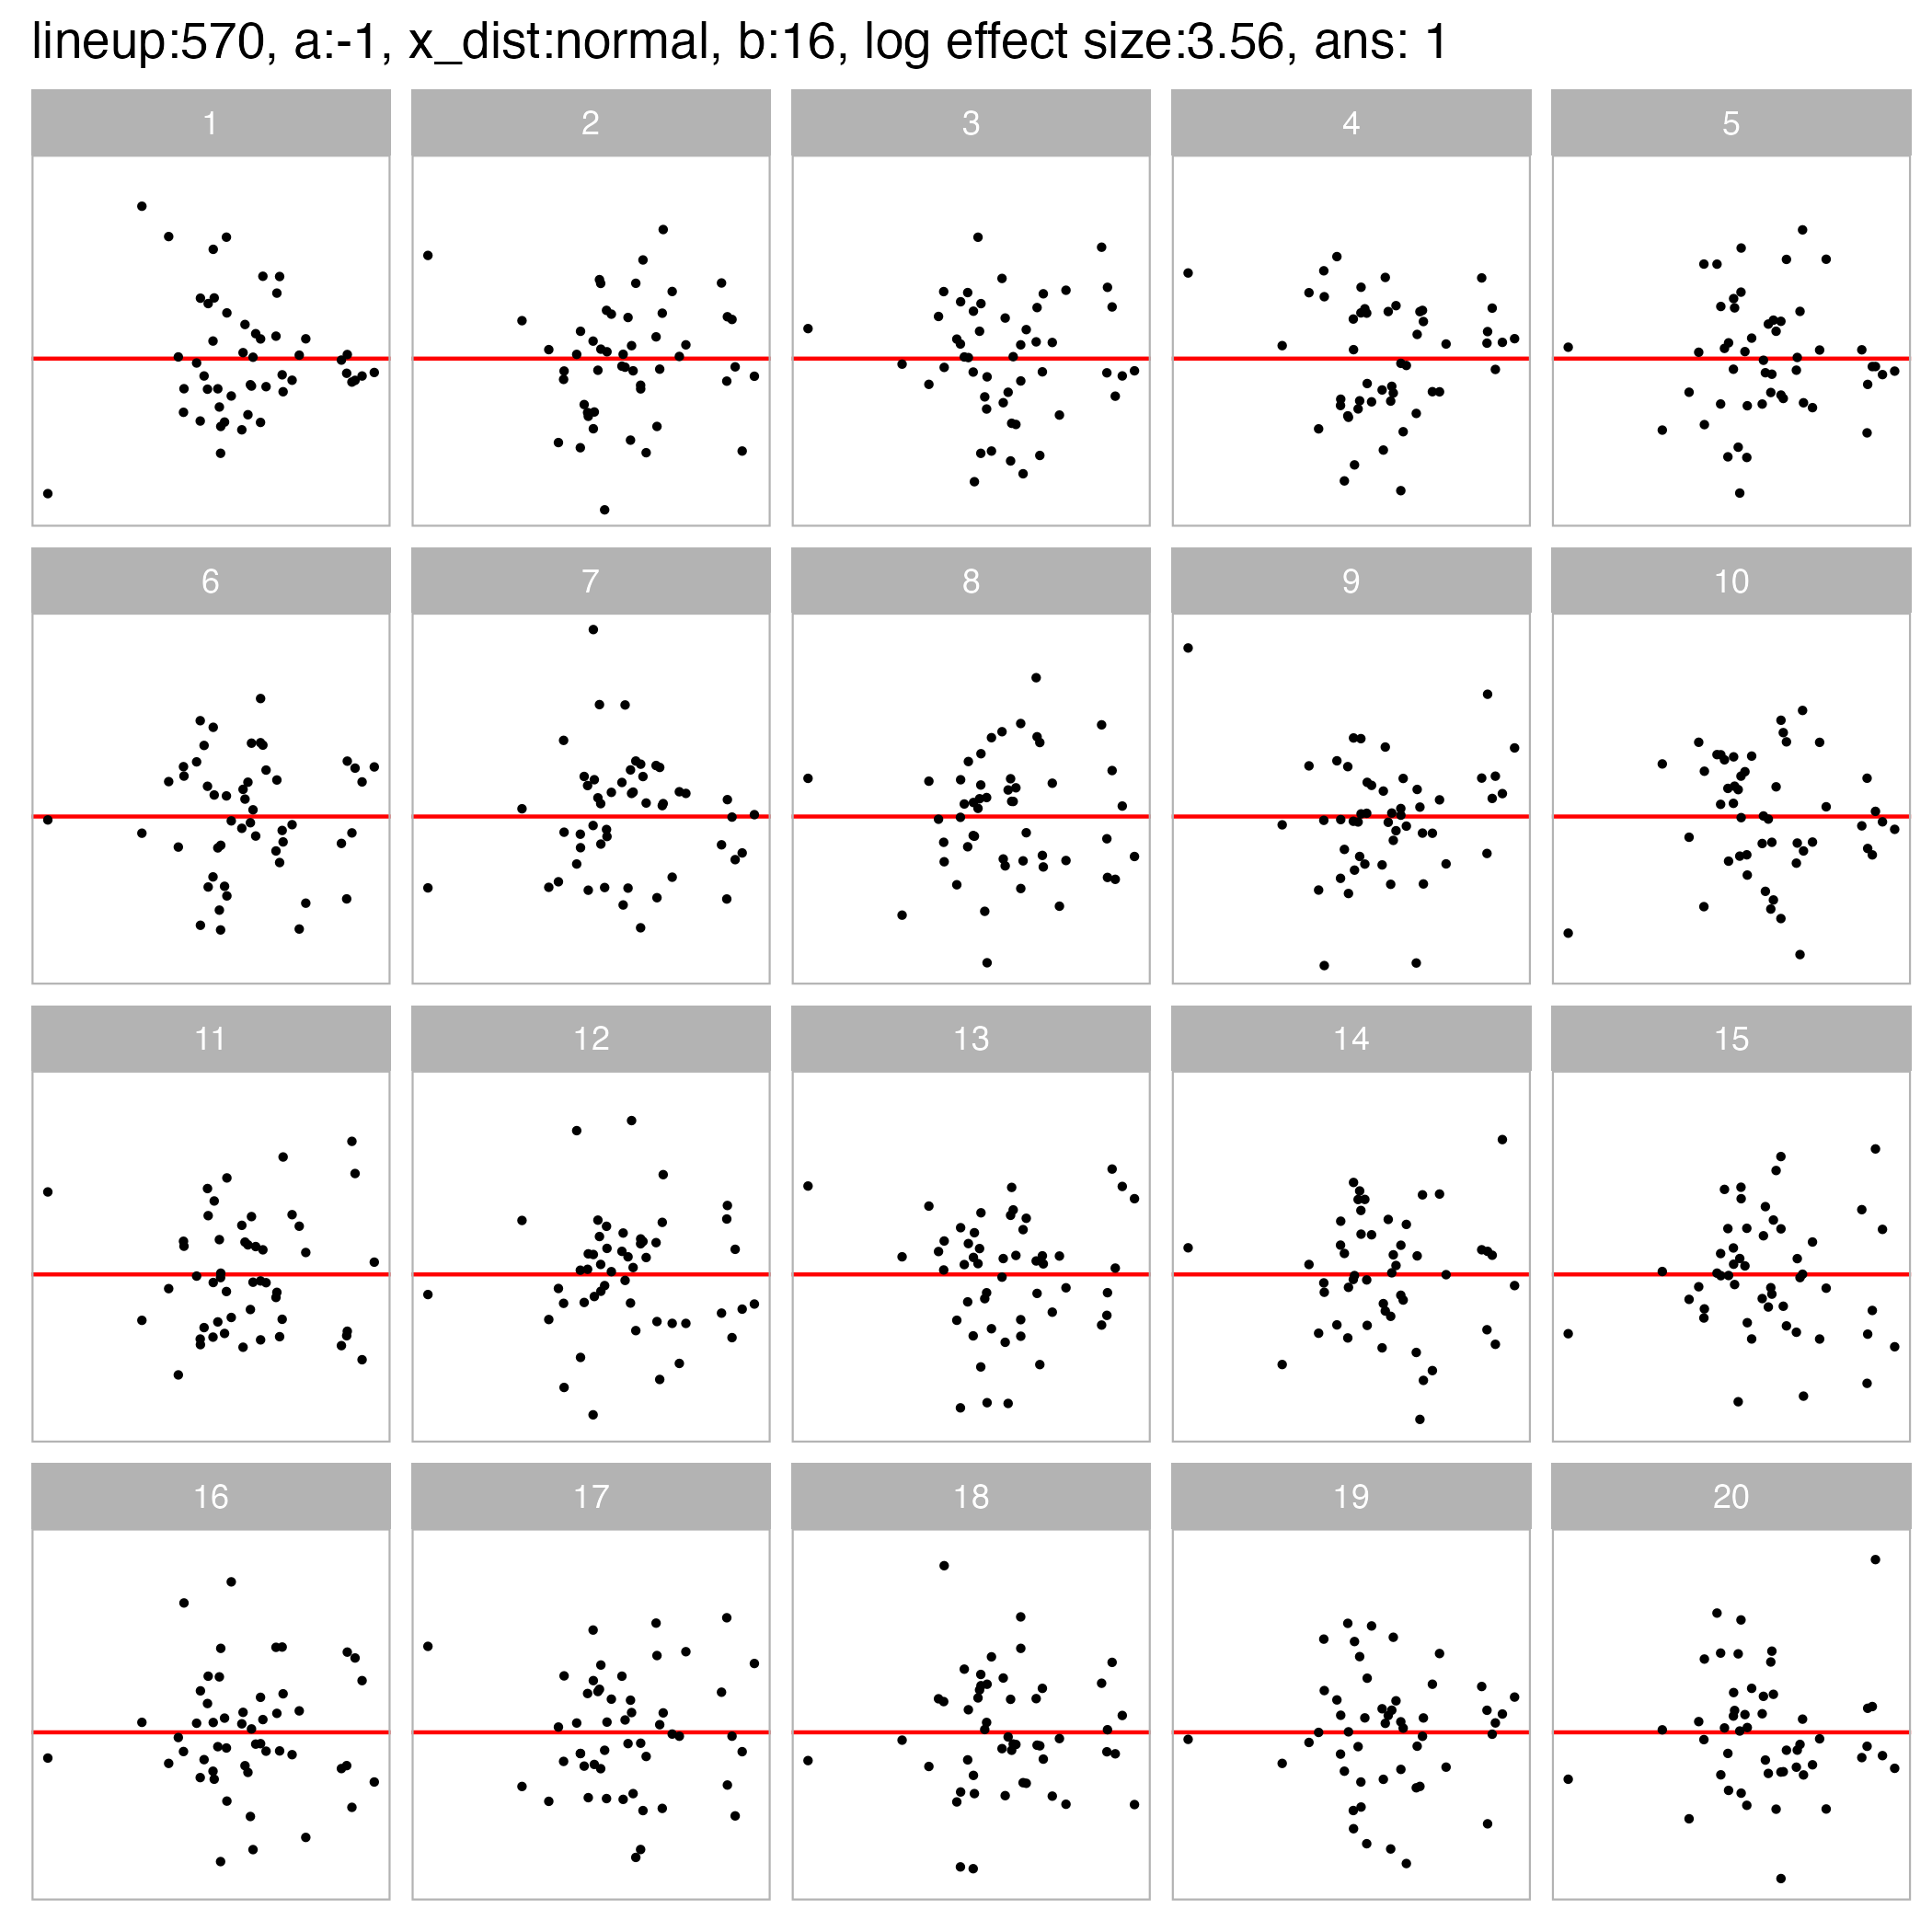 lineup:570, a:-1, x_dist:normal, b:16, log effect size:3.56, ans: 1
1 2 3 4 5
6 7 8 9 10
11 12 13 14 15
16 17 18 19 20